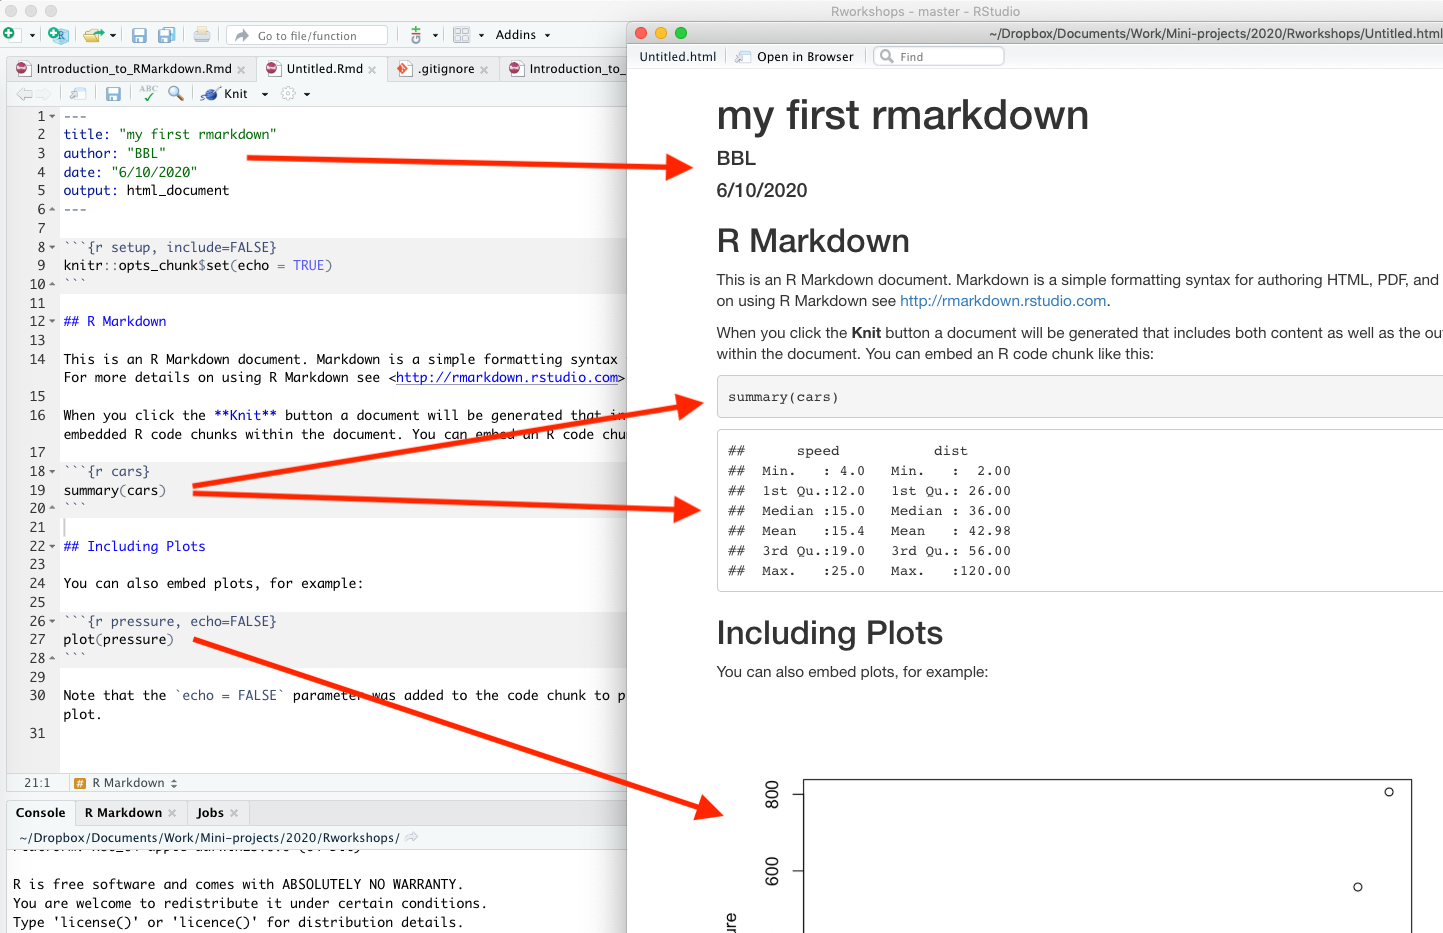 Rworkshops - master - RStudio
Go to file/function
Addins
Introduction_to_RMarkdown.Rmd
Untitled.Rmd
.gitignore
Introduction_to_
ABC
Knit
1 ---
2 title: "my first rmarkdown"
3 author: "BBL"
4 date: "6/10/2020"
5 output: html_document
6 ---
7
8 ```{r setup, include=FALSE}
9 knitr::opts_chunk$set(echo = TRUE)
10 ```
11
12 ## R Markdown
13
14 This is an R Markdown document. Markdown is a simple formatting syntax
For more details on using R Markdown see <http://rmarkdown.rstudio.com>
15
16 When you click the **Knit** button a document will be generated that in
embedded R code chunks within the document. You can embed an R code chu
17
18 ```{r cars}
19 summary(cars)
20 ```
21
22 ## Including Plots
23
24 You can also embed plots, for example:
25
26 ```{r pressure, echo=FALSE}
27 plot(pressure)
28 ```
29
30 Note that the `echo = FALSE` parameter was added to the code chunk to p
plot.
31
21:1 # R Markdown
Console R Markdown Jobs
~/Dropbox/Documents/Work/Mini-projects/2020/Rworkshops/
R is free software and comes with ABSOLUTELY NO WARRANTY.
You are welcome to redistribute it under certain conditions.
Type 'license()' or 'licence()' for distribution details.
~/Dropbox/Documents/Work/Mini-projects/2020/Rworkshops/Untitled.html
Untitled.html
Open in Browser
Find
my first rmarkdown
BBL
6/10/2020
R Markdown
This is an R Markdown document. Markdown is a simple formatting syntax for authoring HTML, PDF, and
on using R Markdown see http://rmarkdown.rstudio.com.
When you click the Knit button a document will be generated that includes both content as well as the ou
within the document. You can embed an R code chunk like this:
summary(cars)
## speed dist
## Min. : 4.0 Min. : 2.00
## 1st Qu.:12.0 1st Qu.: 26.00
## Median :15.0 Median : 36.00
## Mean :15.4 Mean : 42.98
## 3rd Qu.:19.0 3rd Qu.: 56.00
## Max. :25.0 Max. :120.00
Including Plots
You can also embed plots, for example:
800
600
ure